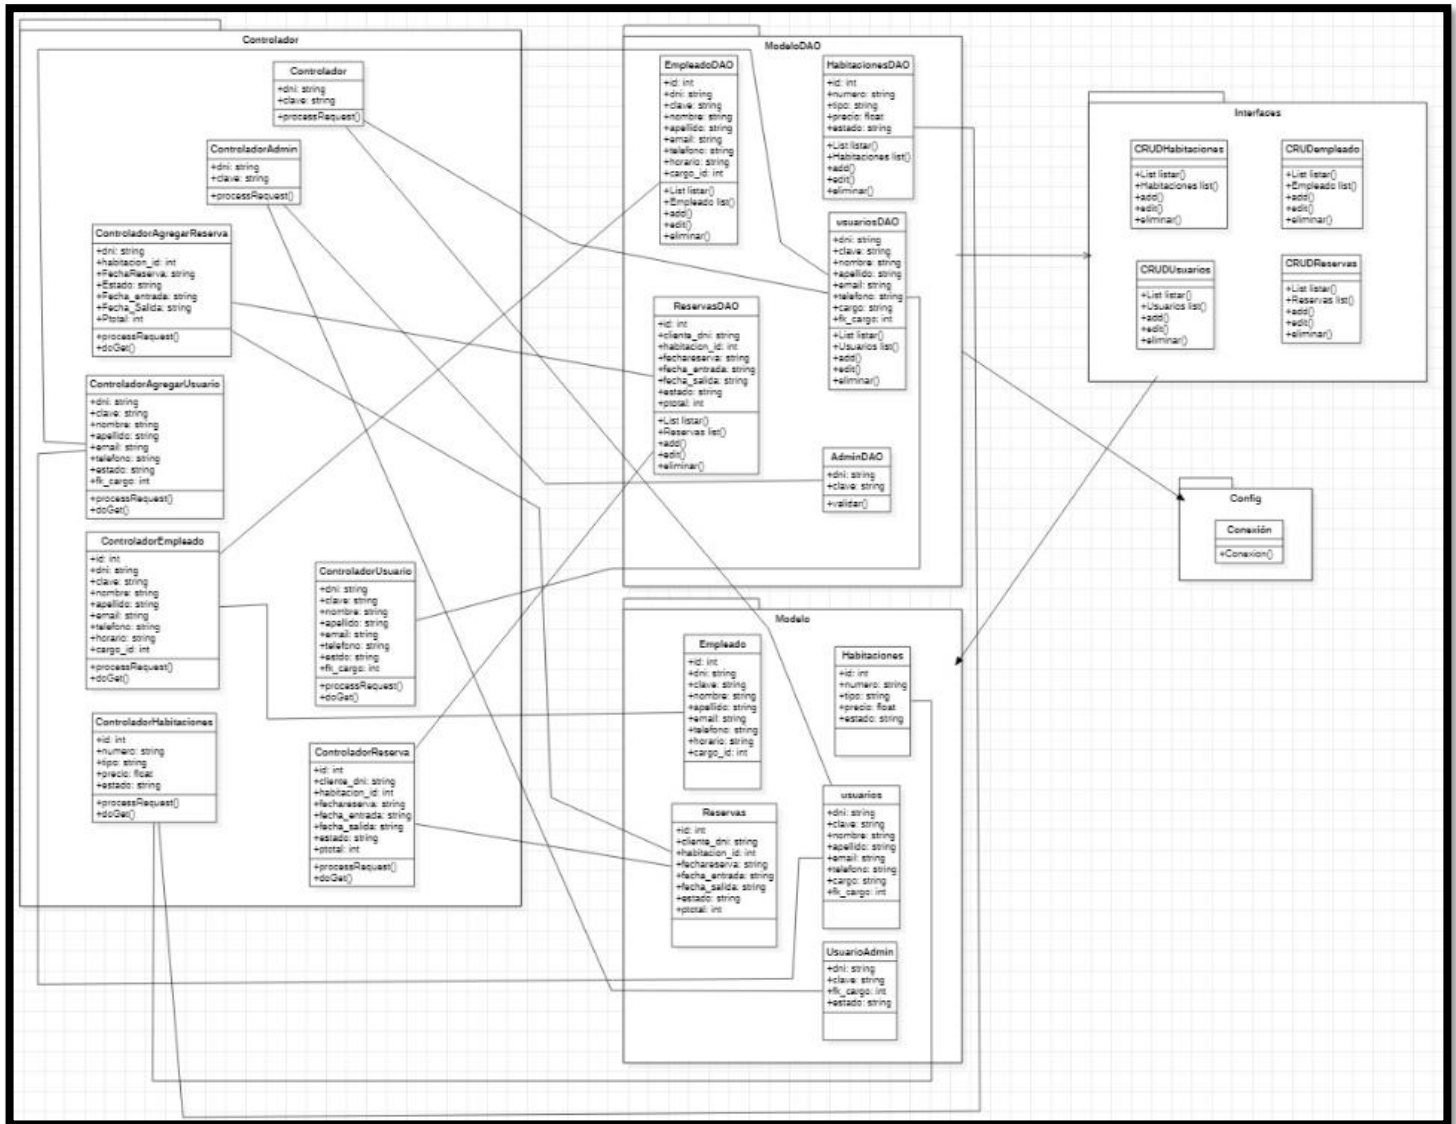 Controlador
Controlador
+dni: string
+clave: string
+processRequest()
ControladorAdmin
+dni: string
+clave: string
+processRequest()
ControladorAgregarReserva
+dni: string
+habitacion_id: int
+FechaReserva: string
+Estado: string
+Fecha_entrada: string
+Fecha_Salida: string
+Ptotal: int
+processRequest()
+doGet()
ControladorAgregarUsuario
+dni: string
+clave: string
+nombre: string
+apellido: string
+email: string
+telefono: string
+estado: string
+fk_cargo: int
+processRequest()
+doGet()
ControladorEmpleado
+id: int
+dni: string
+clave: string
+nombre: string
+apellido: string
+email: string
+telefono: string
+horario: string
+cargo_id: int
+processRequest()
+doGet()
ControladorUsuario
+dni: string
+clave: string
+nombre: string
+apellido: string
+email: string
+telefono: string
+estdo: string
+fk_cargo: int
+processRequest()
+doGet()
ControladorHabitaciones
+id: int
+numero: string
+tipo: string
+precio: float
+estado: string
+processRequest()
+doGet()
ControladorReserva
+id: int
+cliente_dni: string
+habitacion_id: int
+fechareserva: string
+fecha_entrada: string
+fecha_salida: string
+estado: string
+ptotal: int
+processRequest()
+doGet()
ModeloDAO
EmpleadoDAO
+id: int
+dni: string
+clave: string
+nombre: string
+apellido: string
+email: string
+telefono: string
+horario: string
+cargo_id: int
+List listar()
+Empleado list()
+add()
+edit()
+eliminar()
HabitacionesDAO
+id: int
+numero: string
+tipo: string
+precio: float
+estado: string
+List listar()
+Habitaciones list()
+add()
+edit()
+eliminar()
usuariosDAO
+dni: string
+clave: string
+nombre: string
+apellido: string
+email: string
+telefono: string
+cargo: string
+fk_cargo: int
+List listar()
+Usuarios list()
+add()
+edit()
+eliminar()
ReservasDAO
+id: int
+cliente_dni: string
+habitacion_id: int
+fechareserva: string
+fecha_entrada: string
+fecha_salida: string
+estado: string
+ptotal: int
+List listar()
+Reservas list()
+add()
+edit()
+eliminar()
AdminDAO
+dni: string
+clave: string
+validar()
Modelo
Empleado
+id: int
+dni: string
+clave: string
+nombre: string
+apellido: string
+email: string
+telefono: string
+horario: string
+cargo_id: int
Habitaciones
+id: int
+numero: string
+tipo: string
+precio: float
+estado: string
Reservas
+id: int
+cliente_dni: string
+habitacion_id: int
+fechareserva: string
+fecha_entrada: string
+fecha_salida: string
+estado: string
+ptotal: int
usuarios
+dni: string
+clave: string
+nombre: string
+apellido: string
+email: string
+telefono: string
+cargo: string
+fk_cargo: int
UsuarioAdmin
+dni: string
+clave: string
+fk_cargo: int
+estado: string
Interfaces
CRUDHabitaciones
+List listar()
+Habitaciones list()
+add()
+edit()
+eliminar()
CRUDempleado
+List listar()
+Empleado list()
+add()
+edit()
+eliminar()
CRUDUsuarios
+List listar()
+Usuarios list()
+add()
+edit()
+eliminar()
CRUDReservas
+List listar()
+Reservas list()
+add()
+edit()
+eliminar()
Config
Conexión
+Conexion()